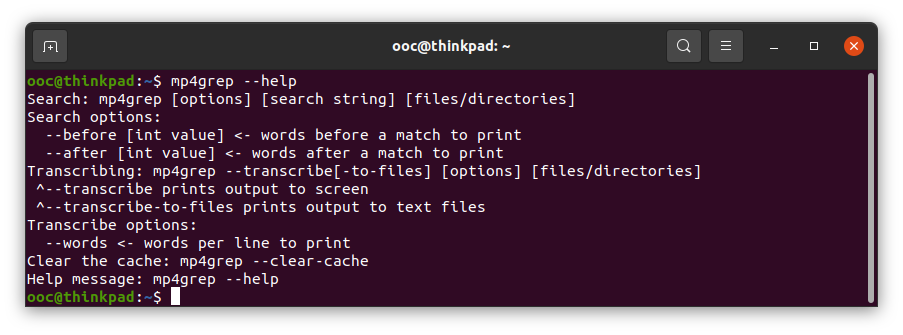 ooc@thinkpad: ~
ooc@thinkpad:~$ mp4grep --help
Search: mp4grep [options] [search string] [files/directories]
Search options:
  --before [int value] <- words before a match to print
  --after [int value] <- words after a match to print
Transcribing: mp4grep --transcribe[-to-files] [options] [files/directories]
 ^--transcribe prints output to screen
 ^--transcribe-to-files prints output to text files
Transcribe options:
  --words <- words per line to print
Clear the cache: mp4grep --clear-cache
Help message: mp4grep --help
ooc@thinkpad:~$